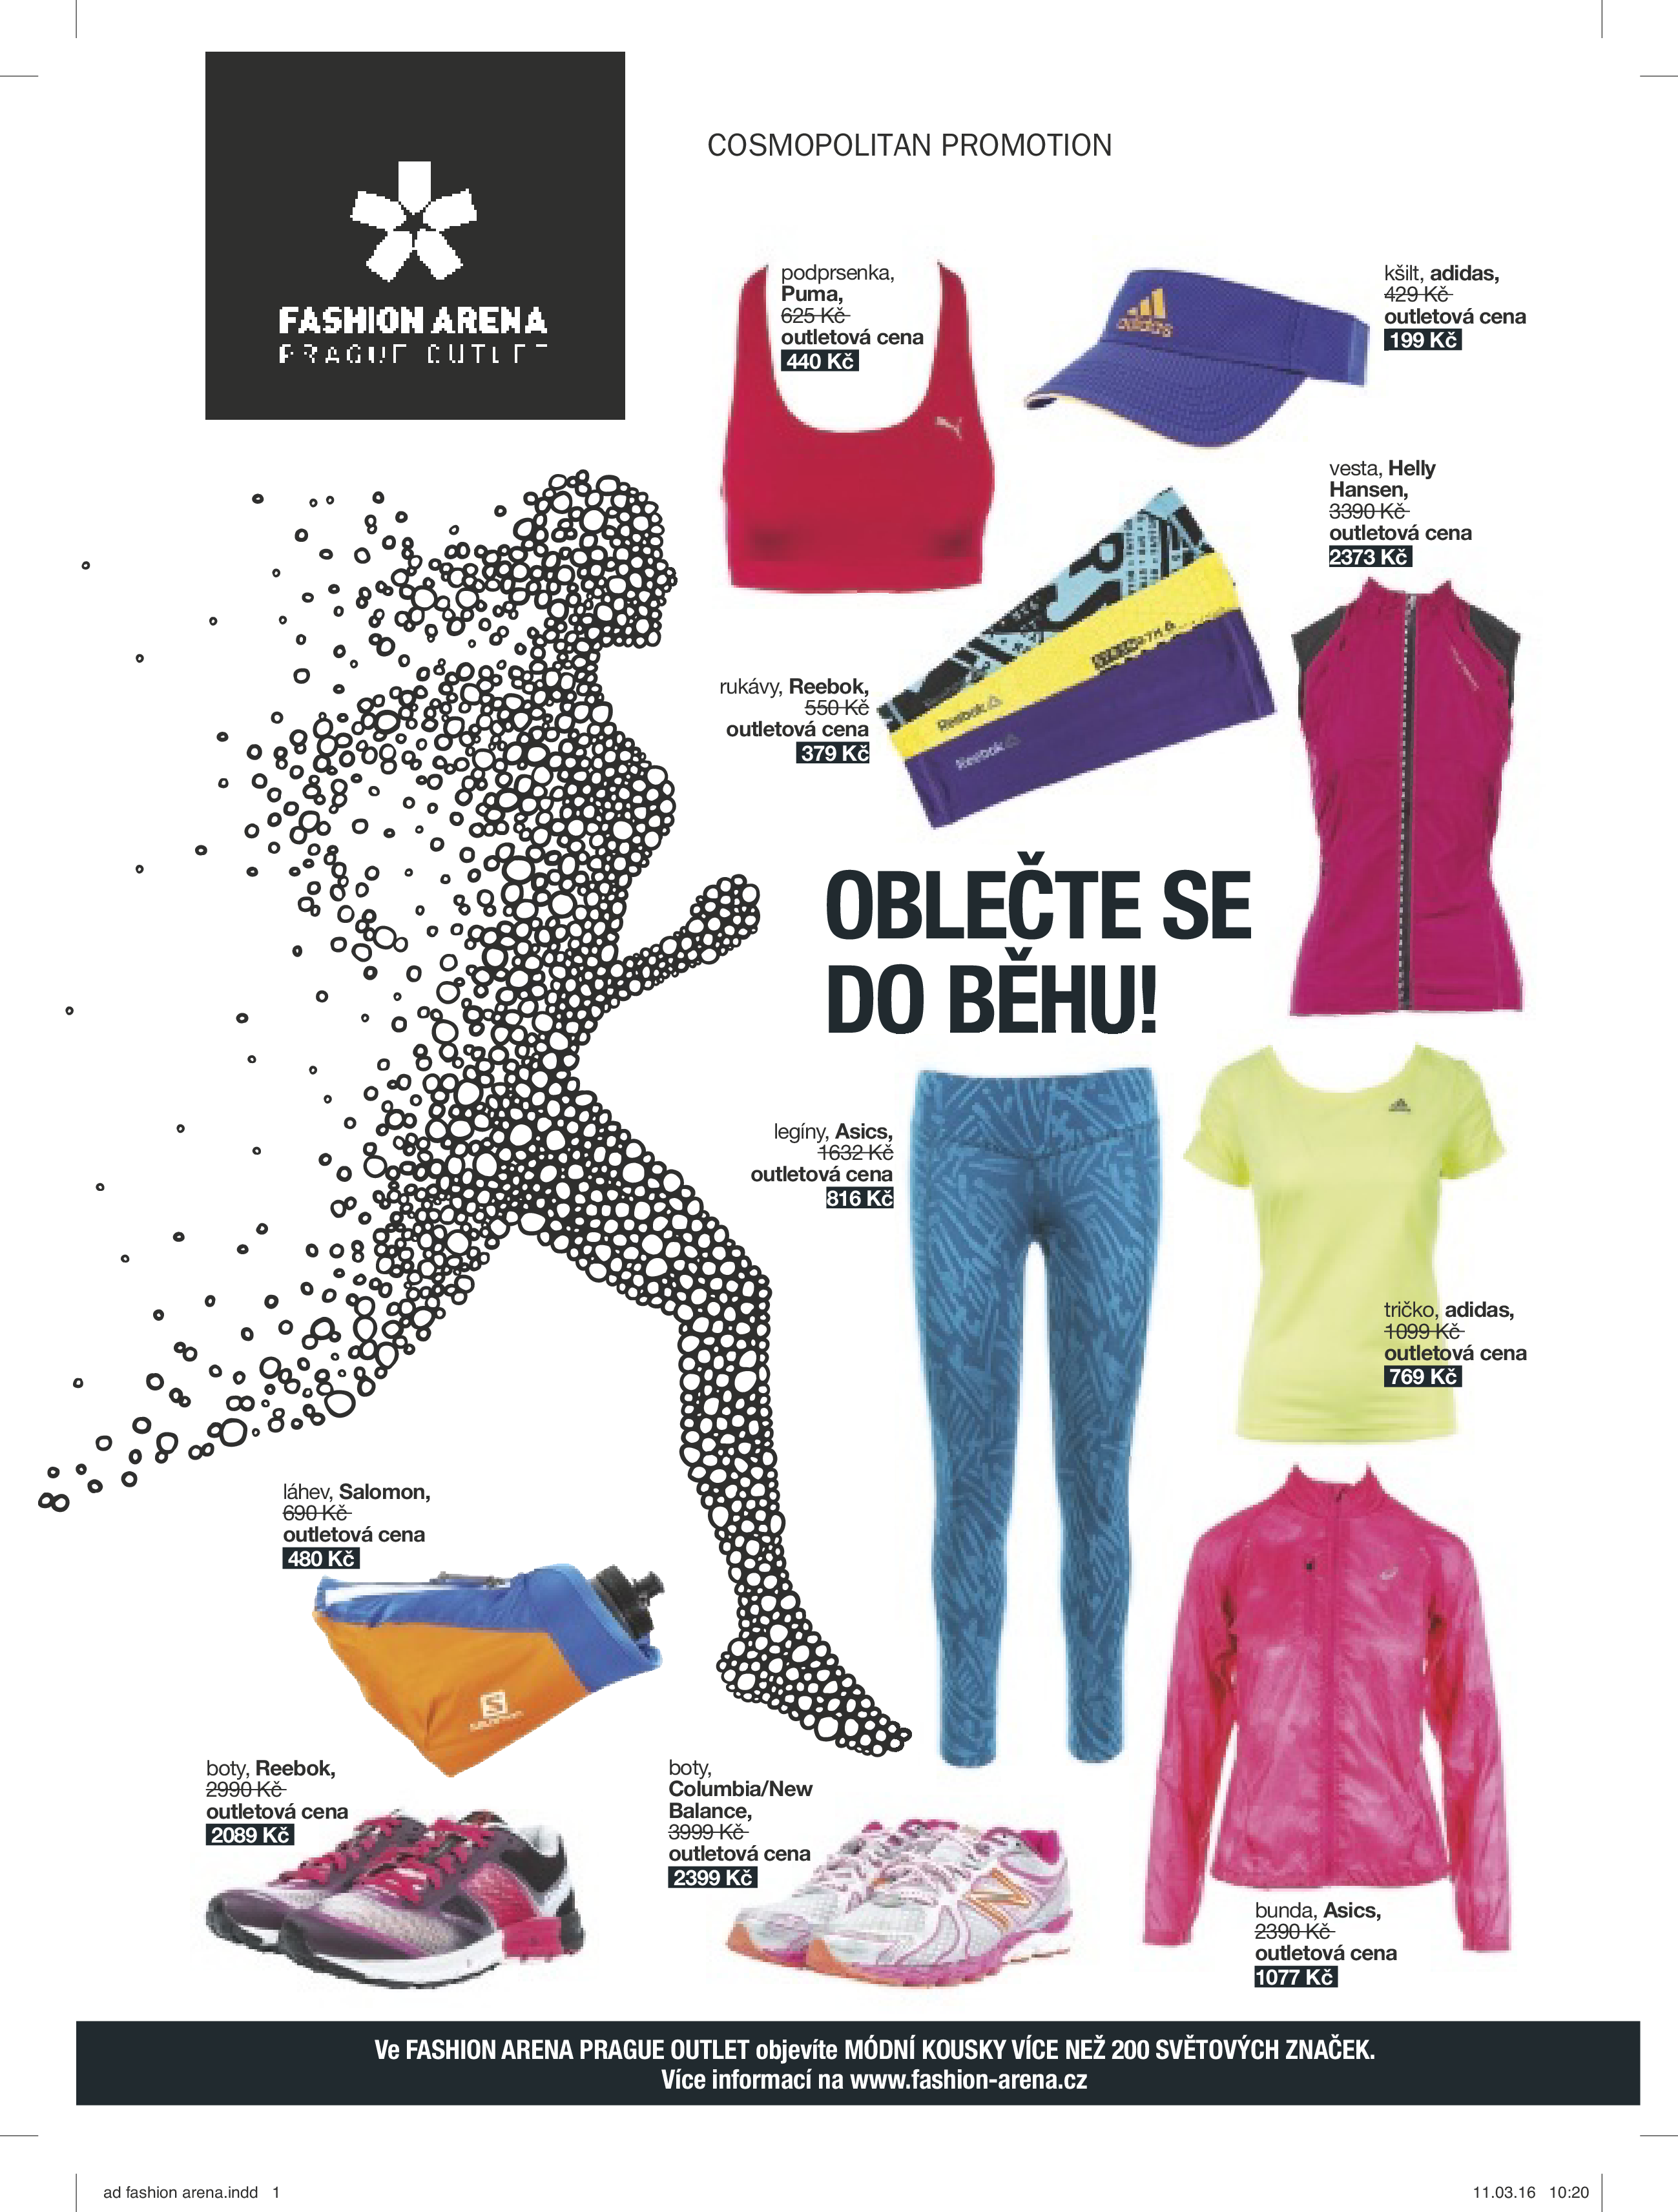 FASHION ARENA
PRAGUE OUTLET
COSMOPOLITAN PROMOTION
podprsenka,
Puma,
625 Kč
outletová cena
440 Kč
adidas
kšilt, adidas,
429 Kč
outletová cena
199 Kč
vesta, Helly
Hansen,
3390 Kč
outletová cena
2373 Kč
rukávy, Reebok,
550 Kč
outletová cena
379 Kč
Reebok
Reebok
OBLEČTE SE
DO BĚHU!
legíny, Asics,
1632 Kč
outletová cena
816 Kč
tričko, adidas,
1099 Kč
outletová cena
769 Kč
láhev, Salomon,
690 Kč
outletová cena
480 Kč
boty, Reebok,
2990 Kč
outletová cena
2089 Kč
boty,
Columbia/New
Balance,
3999 Kč
outletová cena
2399 Kč
bunda, Asics,
2390 Kč
outletová cena
1077 Kč
Ve FASHION ARENA PRAGUE OUTLET objevíte MÓDNÍ KOUSKY VÍCE NEŽ 200 SVĚTOVÝCH ZNAČEK.
Více informací na www.fashion-arena.cz
ad fashion arena.indd 1
11.03.16 10:20